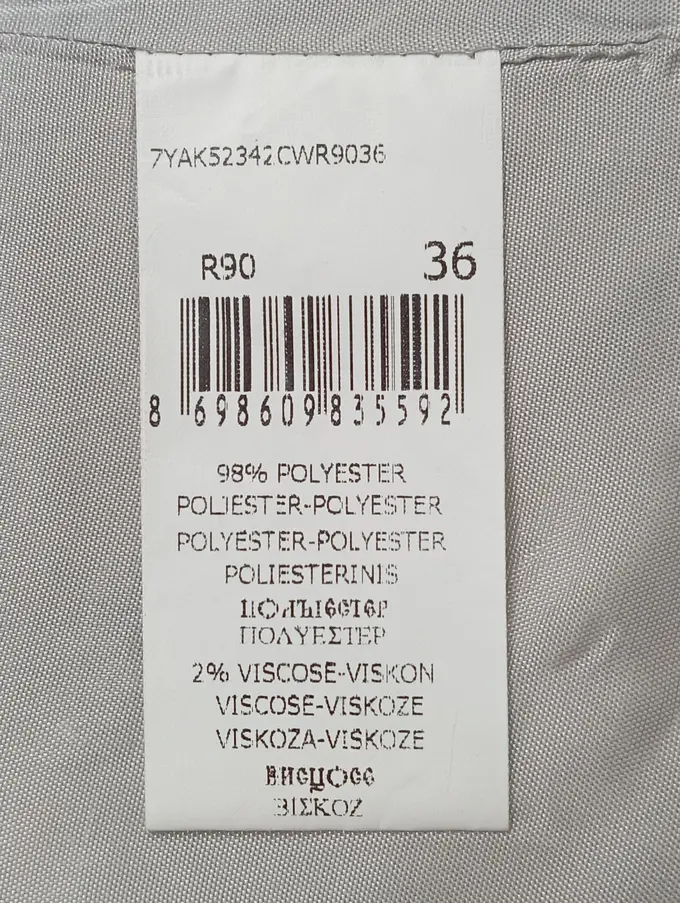 7YAK52342CWR9036
R90 36
8 698609 835592
98% POLYESTER
POLIESTER-POLYESTER
POLYESTER-POLYESTER
POLIESTERINIS
ΠΟΛΥΕΣΤΕΡ
2% VISCOSE-VISKON
VISCOSE-VISKOZE
VISKOZA-VISKOZE
ΒΙΣΚΟΖ